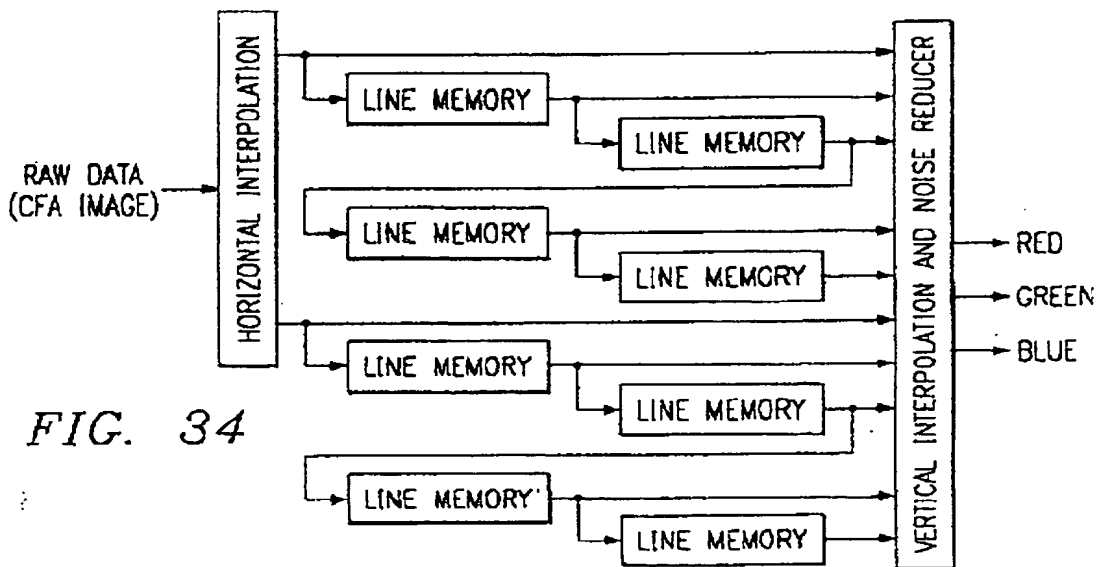 RAW DATA
(CFA IMAGE)
HORIZONTAL INTERPOLATION
LINE MEMORY
LINE MEMORY
LINE MEMORY
LINE MEMORY
LINE MEMORY
LINE MEMORY
LINE MEMORY
LINE MEMORY
VERTICAL INTERPOLATION AND NOISE REDUCER
RED
GREEN
BLUE
FIG. 34